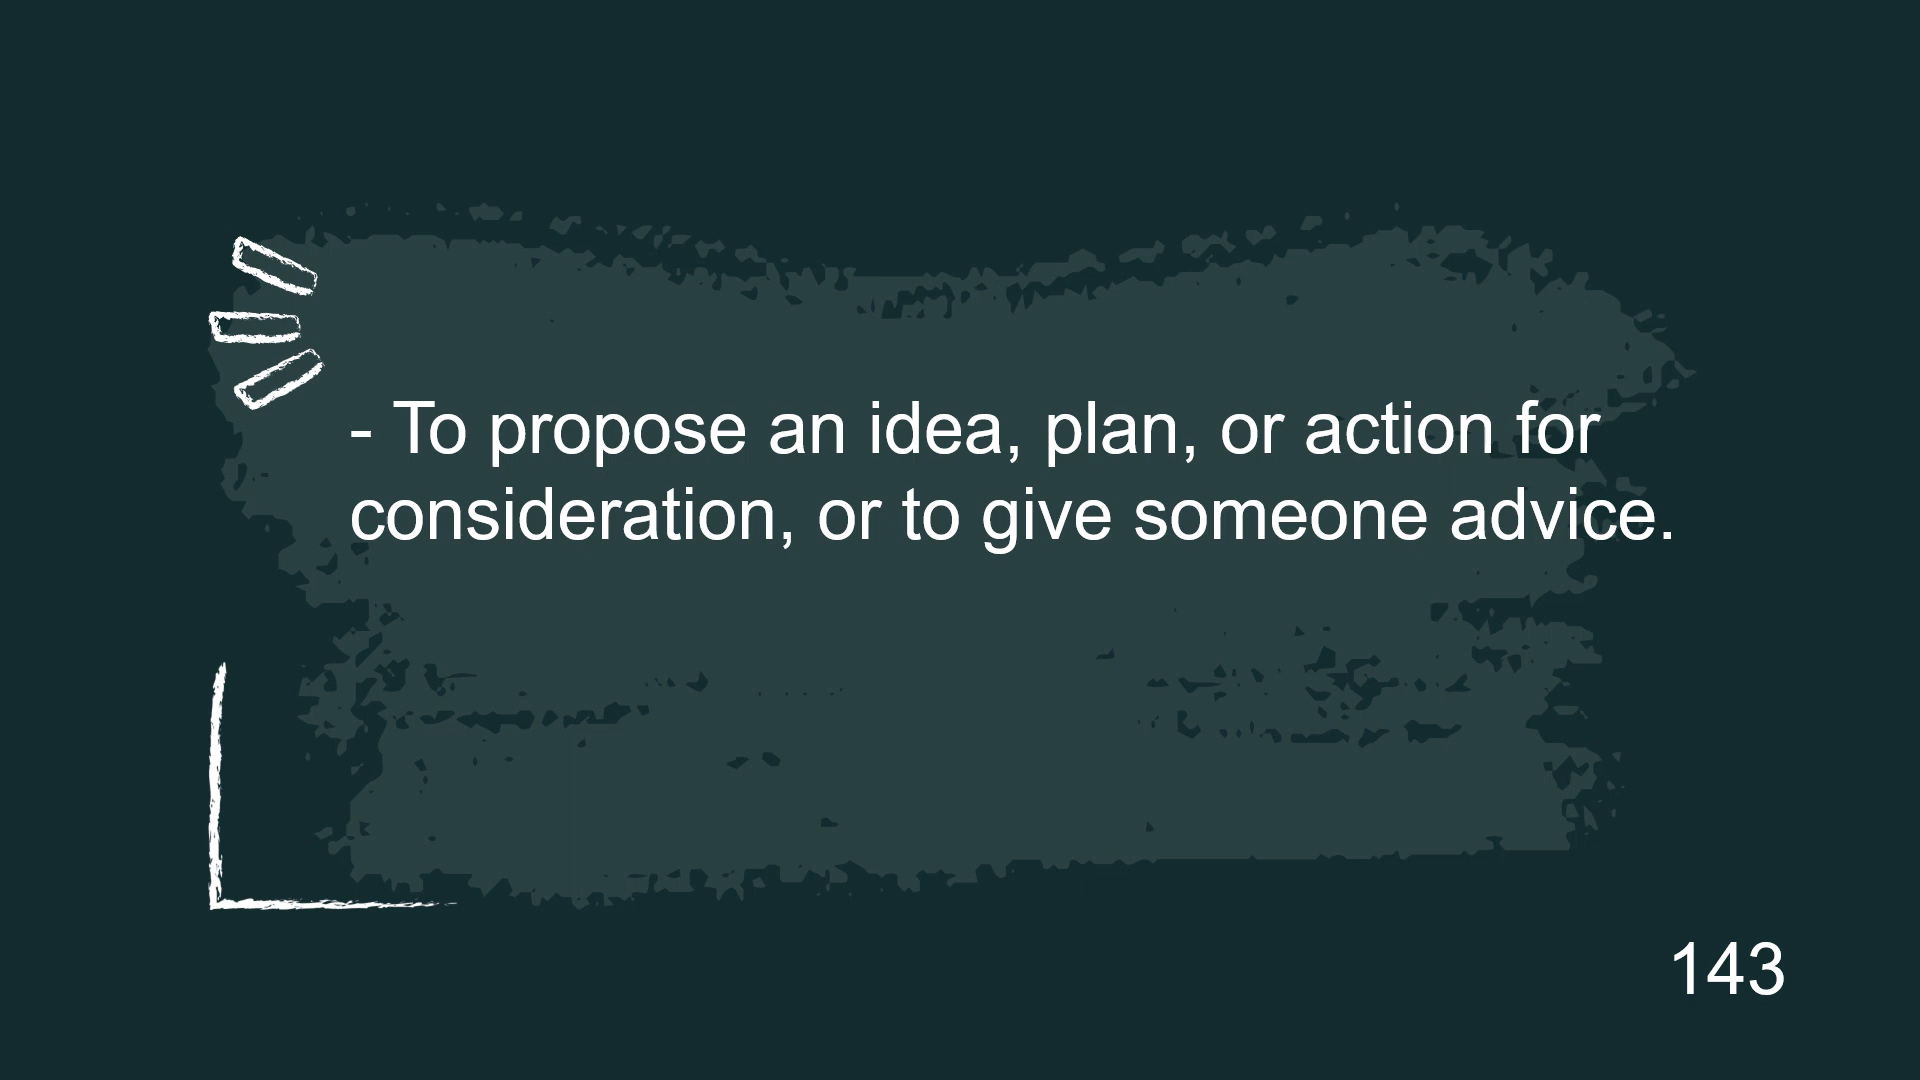 - To propose an idea, plan, or action for
consideration, or to give someone advice.
143